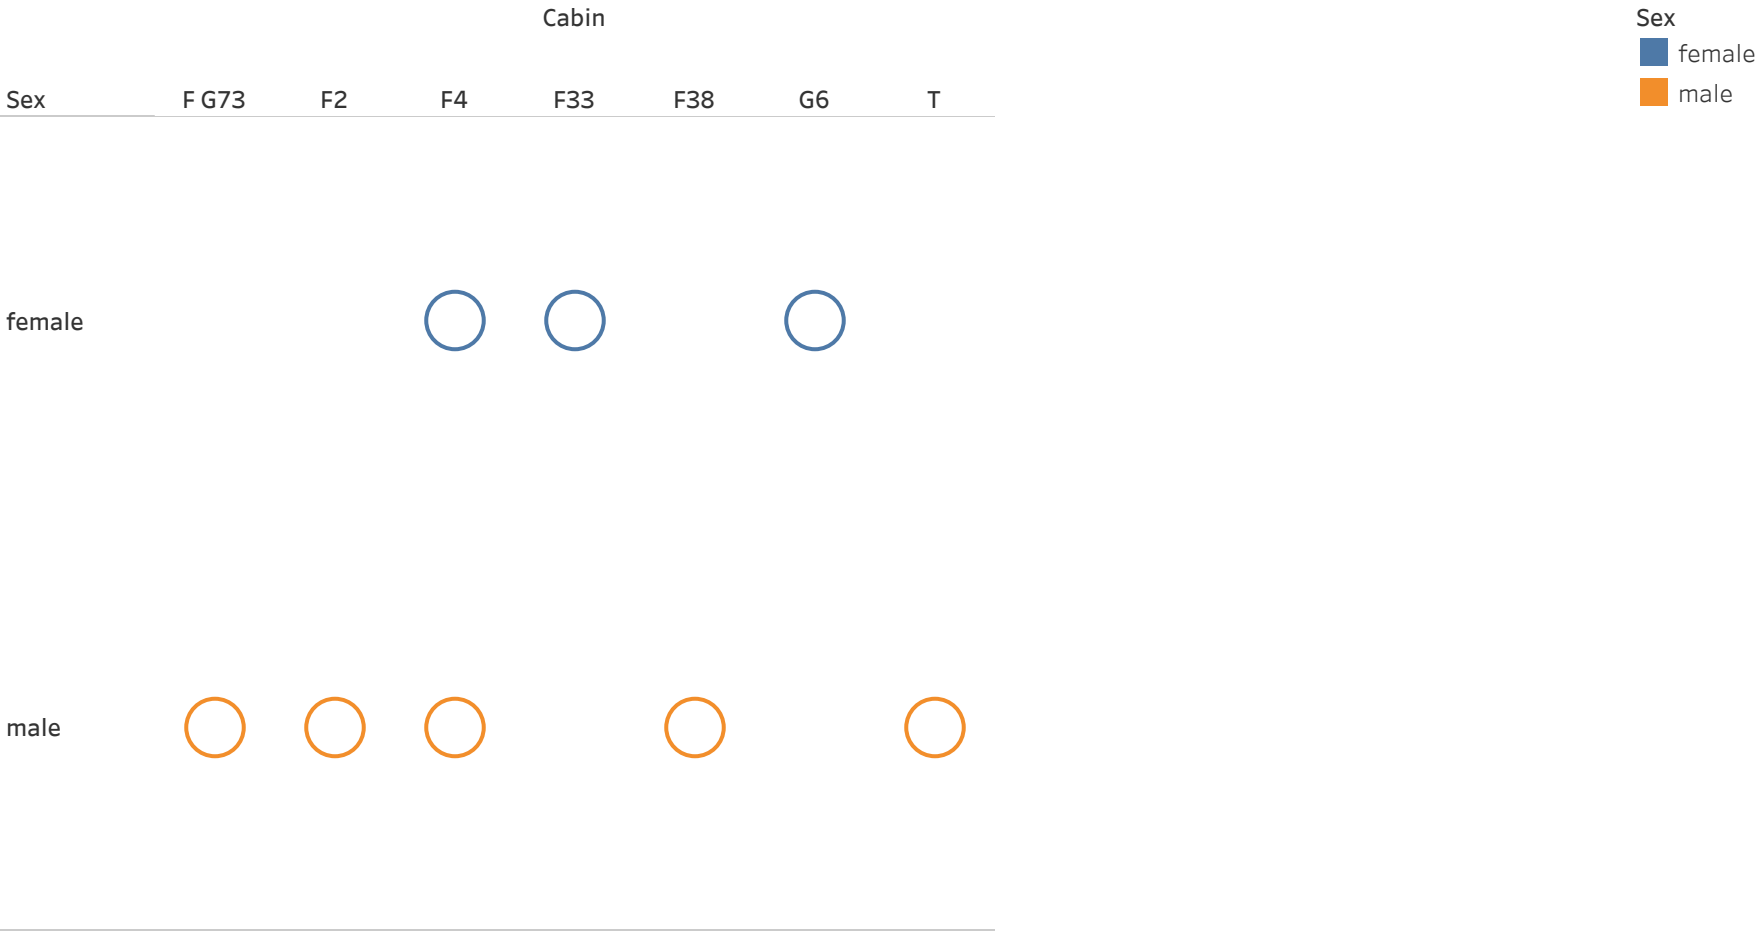 Cabin
Sex F G73 F2 F4 F33 F38 G6 T
female
male
Sex
female
male